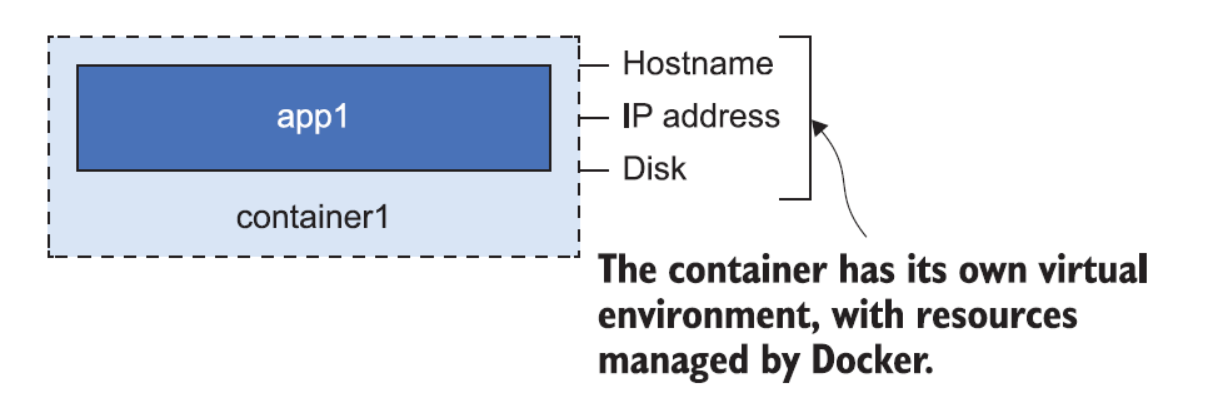 Hostname
app1
IP address
Disk
container1
The container has its own virtual
environment, with resources
managed by Docker.